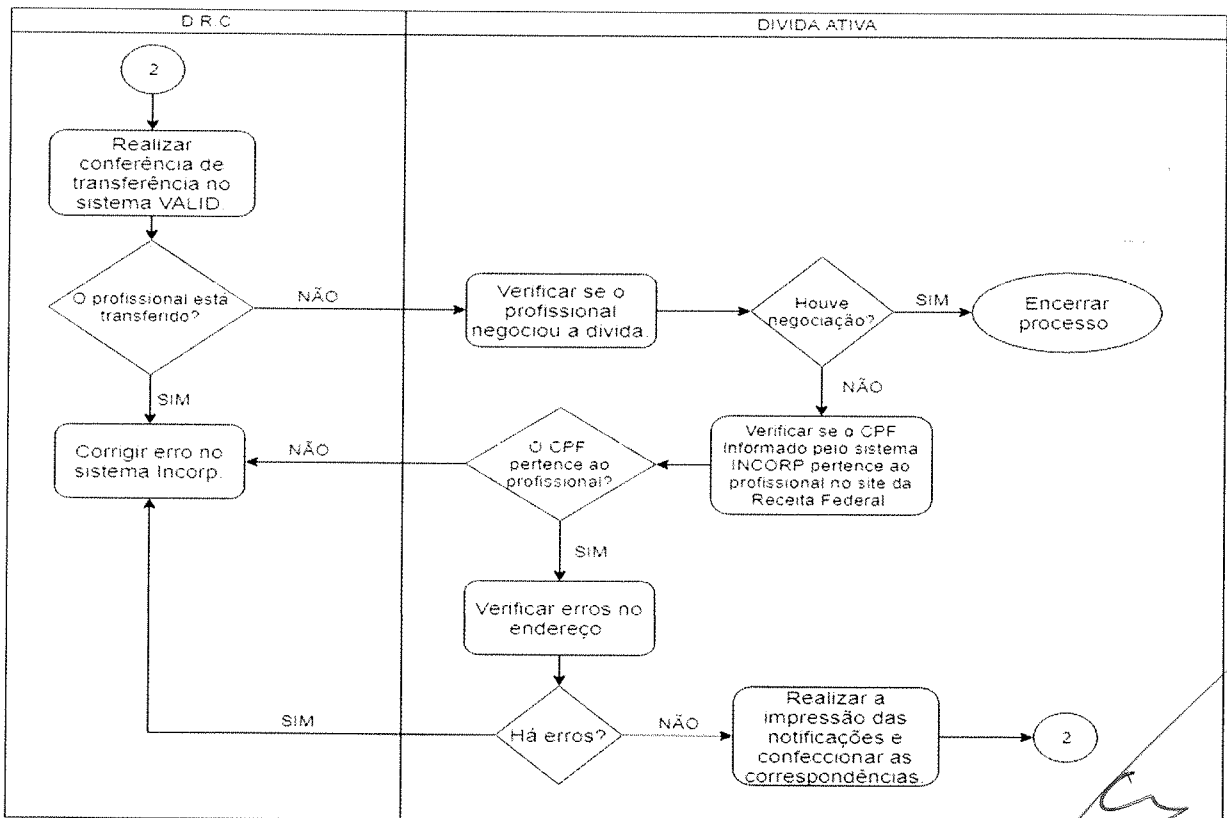 D.R.C
DIVIDA ATIVA
2
Realizar
conferência de
transferência no
sistema VALID.
O profissional está
transferido?
NÃO
Verificar se o
profissional
negociou a divida.
Houve
negociação?
SIM
Encerrar
processo
SIM
NÃO
Corrigir erro no
sistema Incorp.
NÃO
O CPF
pertence ao
profissional?
Verificar se o CPF
Informado pelo sistema
INCORP pertence ao
profissional no site da
Receita Federal
SIM
Verificar erros no
endereço
SIM
Há erros?
NÃO
Realizar a
impressão das
notificações e
confeccionar as
correspondências.
2